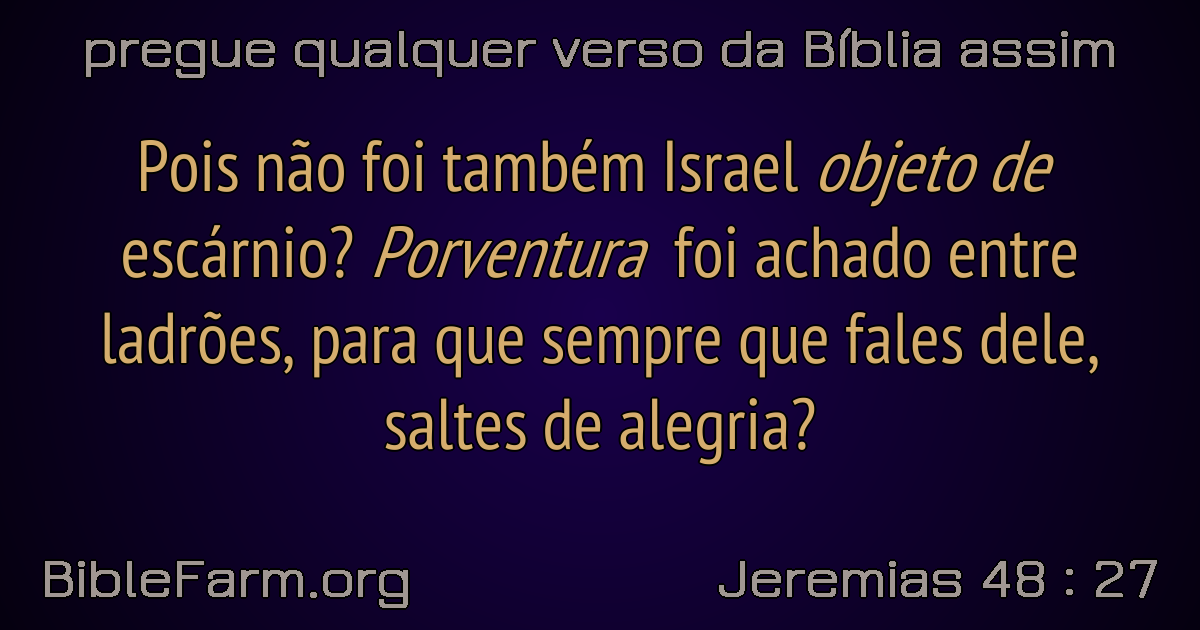 pregue qualquer verso da Bíblia assim
Pois não foi também Israel objeto de
escárnio? Porventura foi achado entre
ladrões, para que sempre que fales dele,
saltes de alegria?
BibleFarm.org
Jeremias 48 : 27